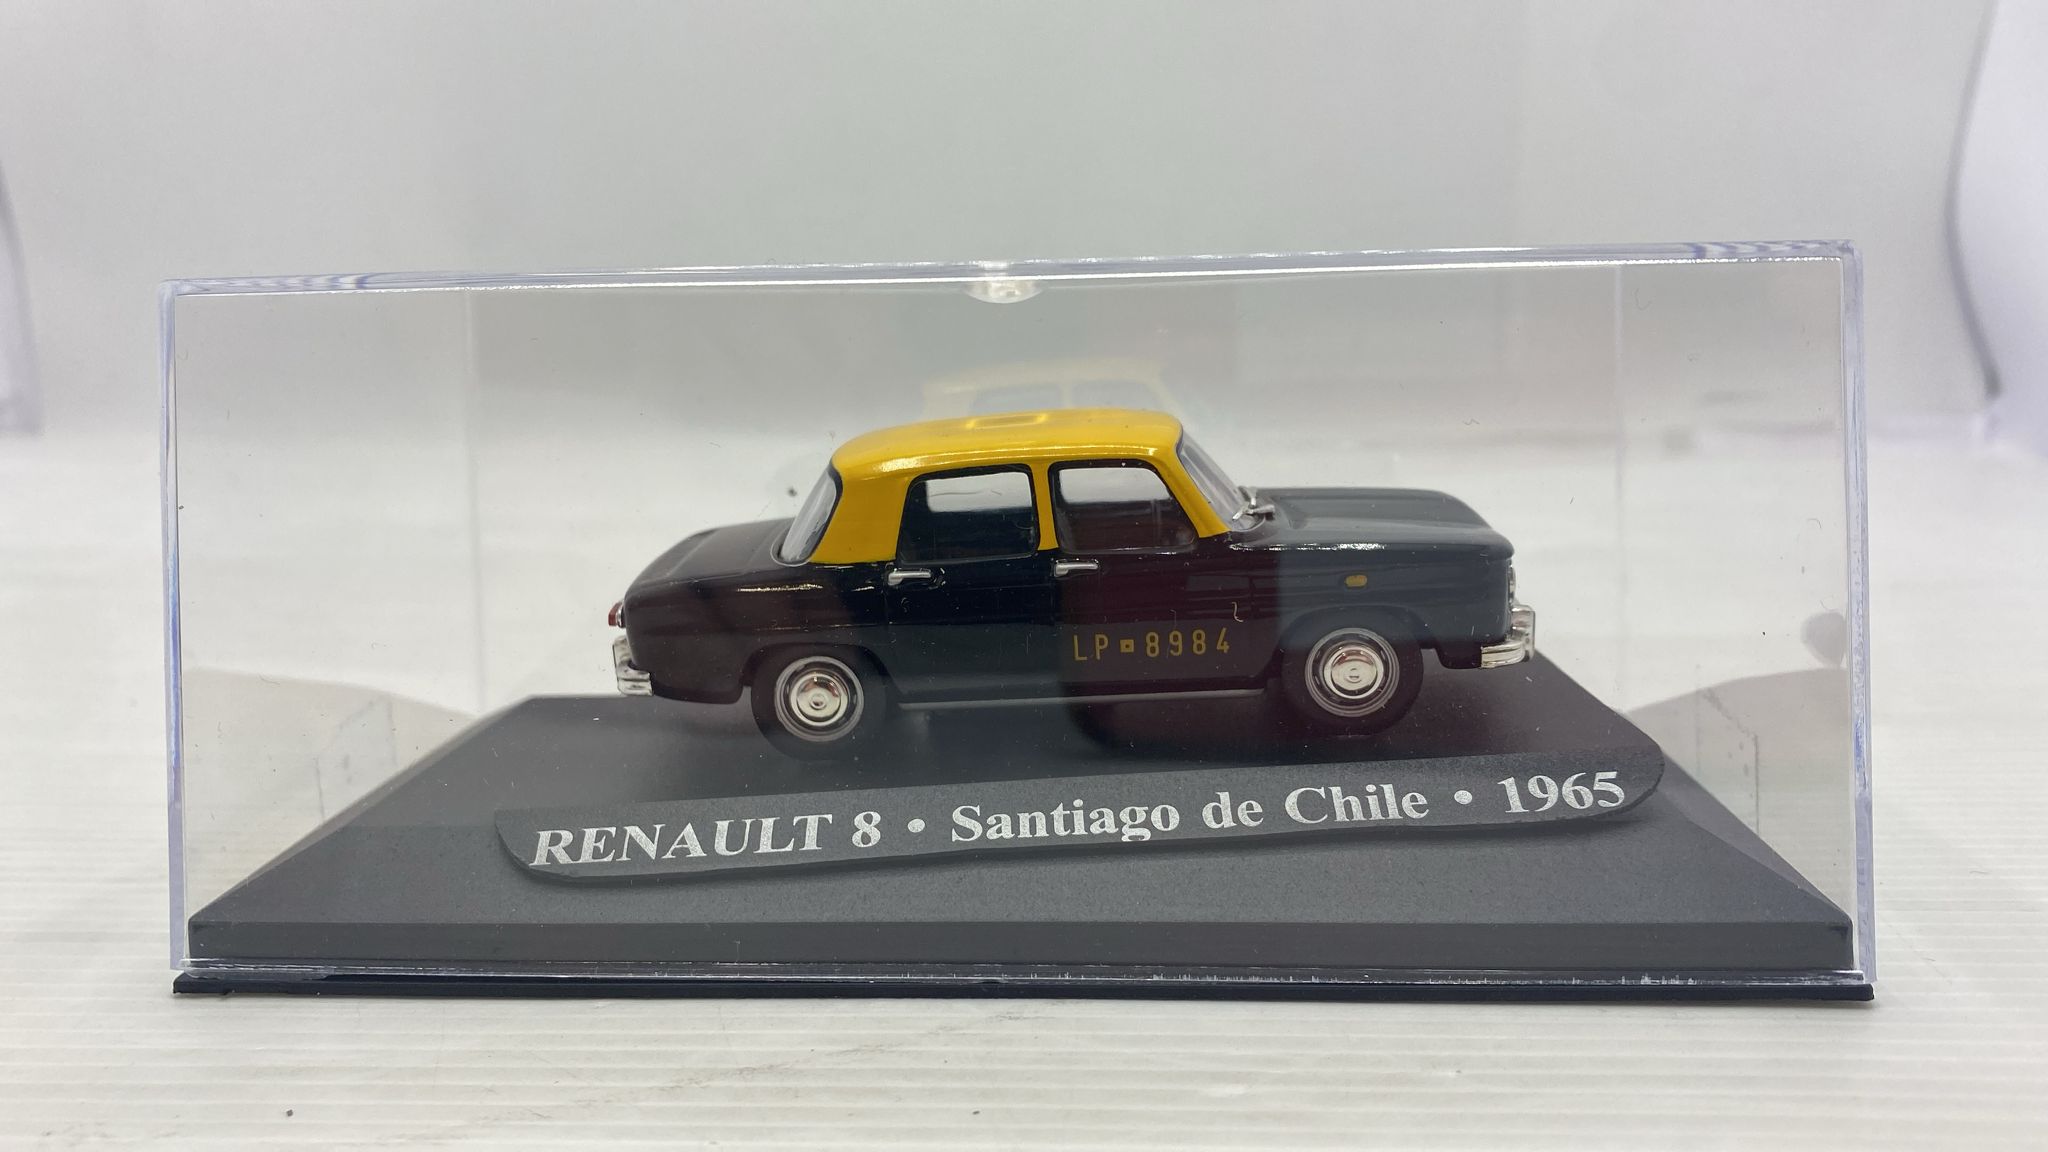 LP▫8984
RENAULT 8 • Santiago de Chile • 1965